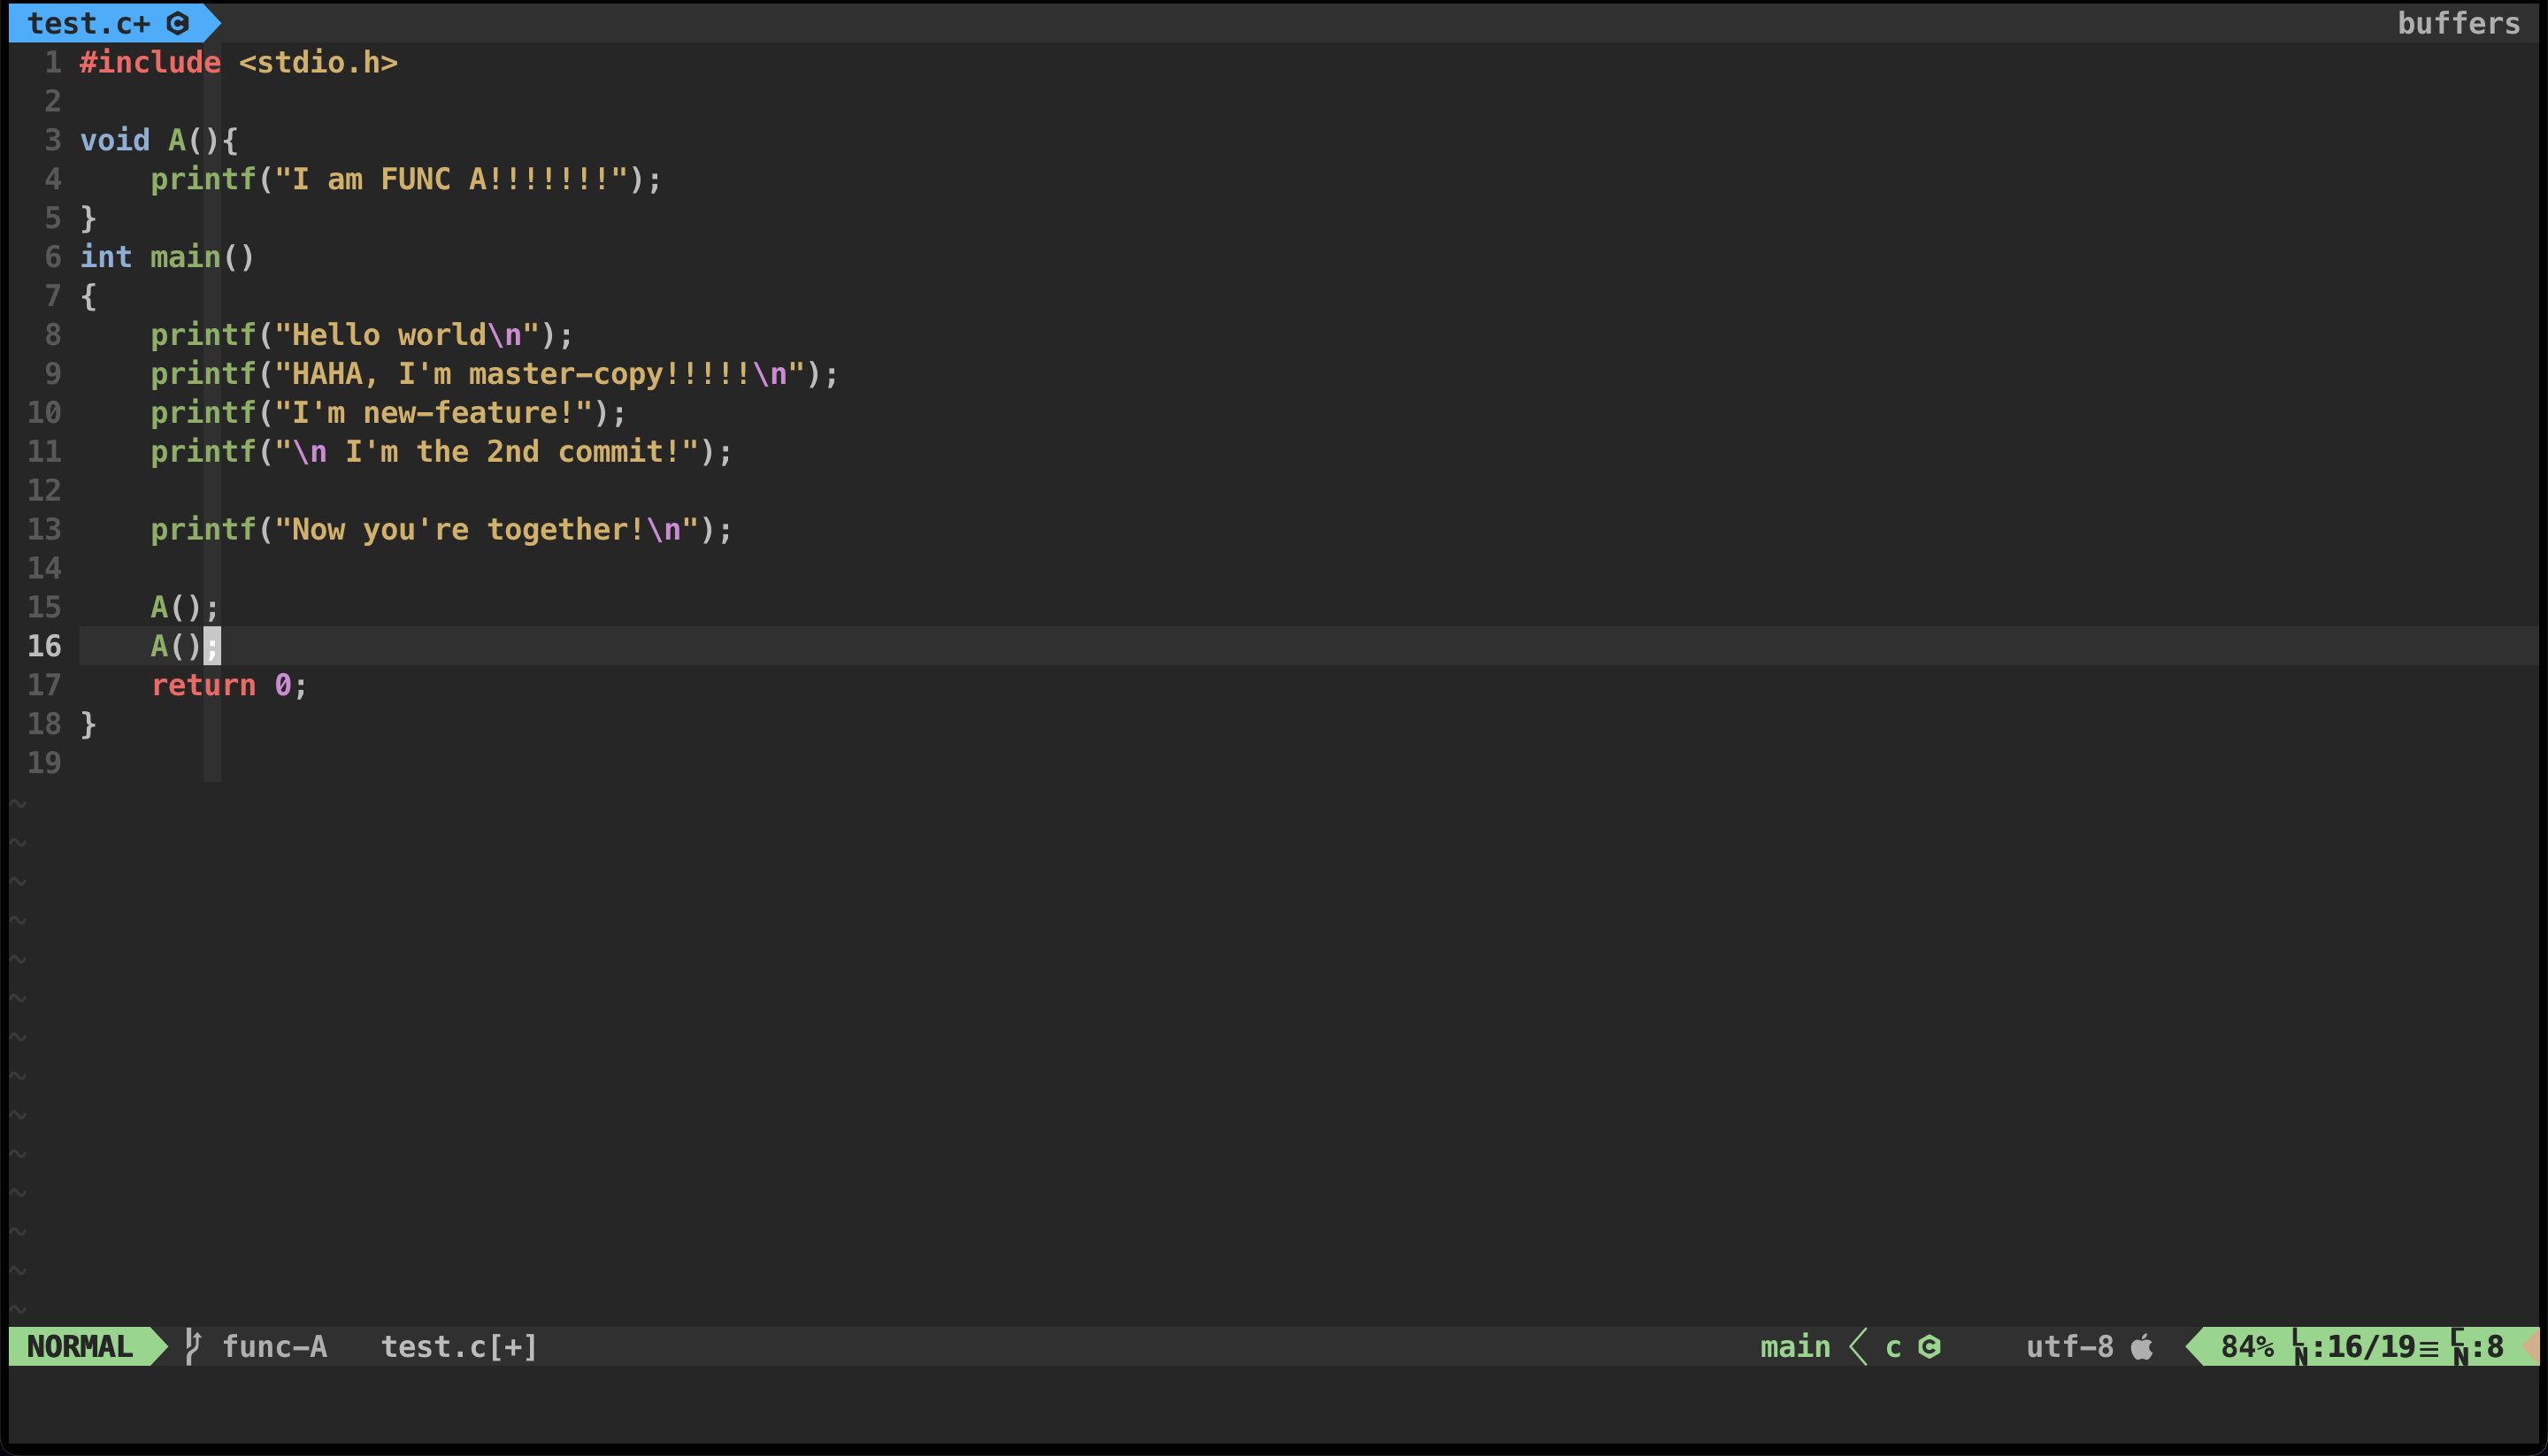 test.c+ buffers
1 #include <stdio.h>
2
3 void A(){
4     printf("I am FUNC A!!!!!!!");
5 }
6 int main()
7 {
8     printf("Hello world\n");
9     printf("HAHA, I'm master-copy!!!!!\n");
10     printf("I'm new-feature!");
11     printf("\n I'm the 2nd commit!");
12
13     printf("Now you're together!\n");
14
15     A();
16     A();
17     return 0;
18 }
19
~
~
~
~
~
~
~
~
~
~
~
~
~
~
NORMAL func-A test.c[+] main c utf-8 84% LN:16/19≡ CN:8